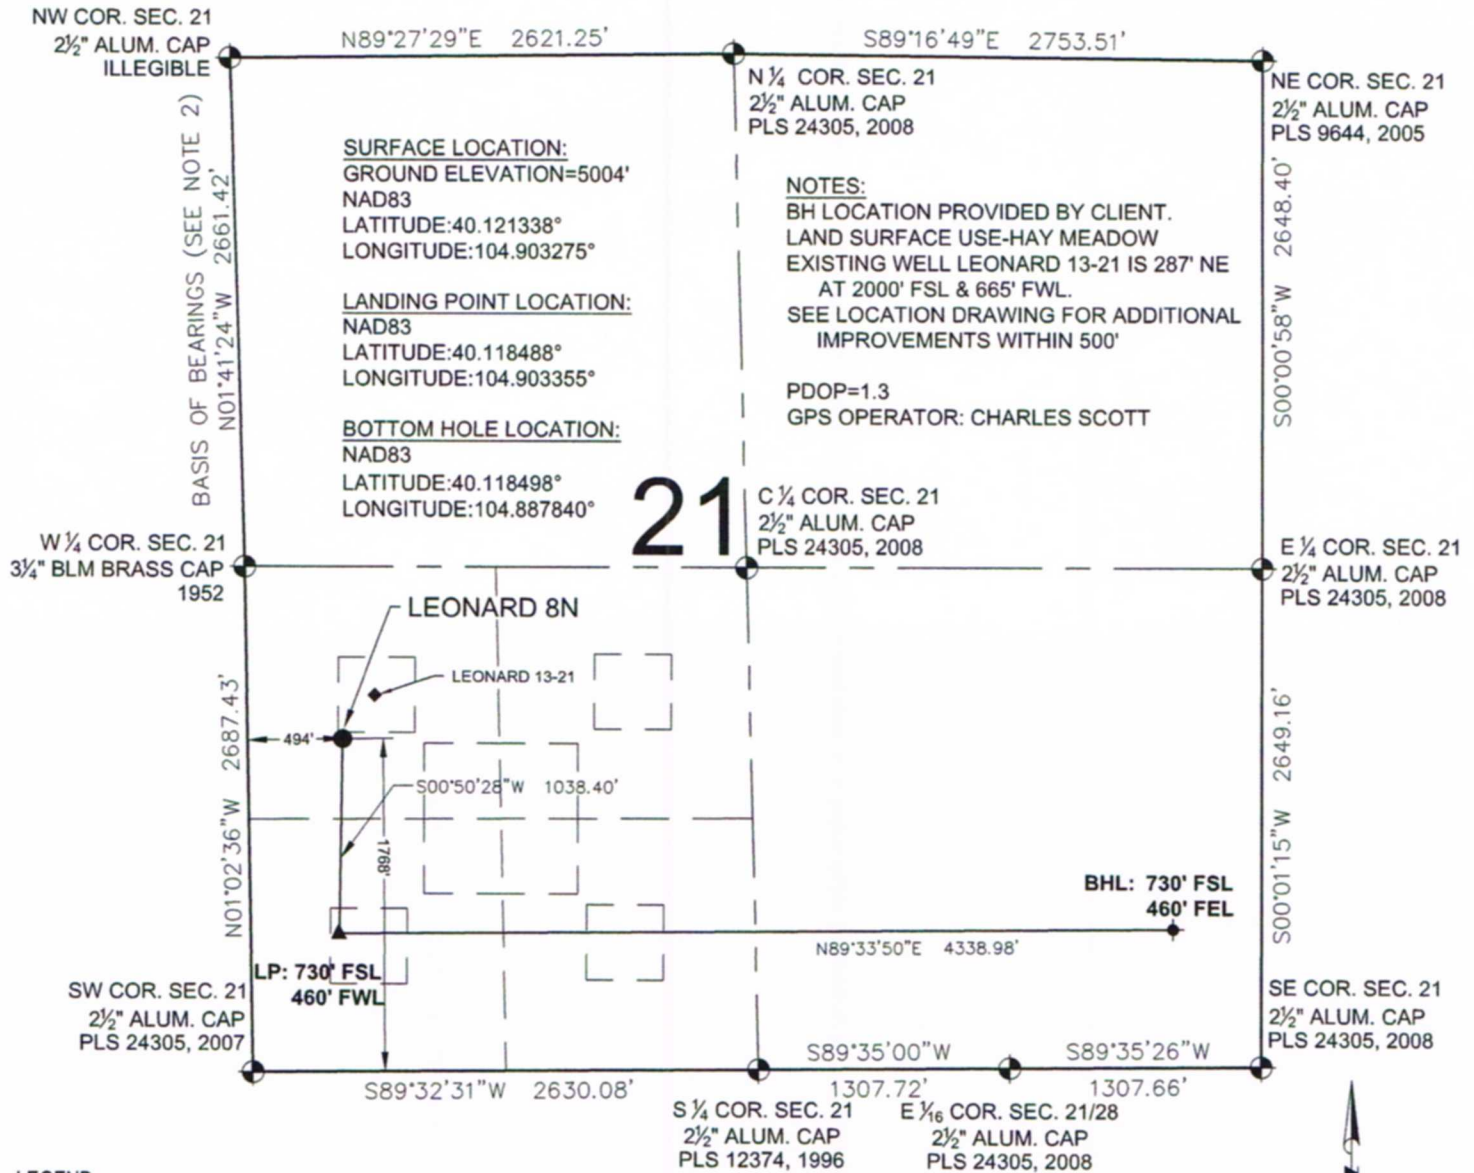 NW COR. SEC. 21
2½" ALUM. CAP
ILLEGIBLE
N89°27'29"E 2621.25'
S89°16'49"E 2753.51'
N ¼ COR. SEC. 21
2½" ALUM. CAP
PLS 24305, 2008
NE COR. SEC. 21
2½" ALUM. CAP
PLS 9644, 2005
BASIS OF BEARINGS (SEE NOTE 2)
N01°41'24"W 2661.42'
SURFACE LOCATION:
GROUND ELEVATION=5004'
NAD83
LATITUDE:40.121338°
LONGITUDE:104.903275°
LANDING POINT LOCATION:
NAD83
LATITUDE:40.118488°
LONGITUDE:104.903355°
BOTTOM HOLE LOCATION:
NAD83
LATITUDE:40.118498°
LONGITUDE:104.887840°
NOTES:
BH LOCATION PROVIDED BY CLIENT.
LAND SURFACE USE-HAY MEADOW
EXISTING WELL LEONARD 13-21 IS 287' NE
AT 2000' FSL & 665' FWL.
SEE LOCATION DRAWING FOR ADDITIONAL
IMPROVEMENTS WITHIN 500'
PDOP=1.3
GPS OPERATOR: CHARLES SCOTT
S00°00'58"W 2648.40'
21
C ¼ COR. SEC. 21
2½" ALUM. CAP
PLS 24305, 2008
W ¼ COR. SEC. 21
3¼" BLM BRASS CAP
1952
E ¼ COR. SEC. 21
2½" ALUM. CAP
PLS 24305, 2008
LEONARD 8N
LEONARD 13-21
494'
S00°50'28"W 1038.40'
1768'
N01°02'36"W 2687.43'
S00°01'15"W 2649.16'
BHL: 730' FSL
460' FEL
N89°33'50"E 4338.98'
LP: 730' FSL
460' FWL
SW COR. SEC. 21
2½" ALUM. CAP
PLS 24305, 2007
SE COR. SEC. 21
2½" ALUM. CAP
PLS 24305, 2008
S89°32'31"W 2630.08'
S89°35'00"W
1307.72'
S89°35'26"W
1307.66'
S ¼ COR. SEC. 21
2½" ALUM. CAP
PLS 12374, 1996
E 1⁄16 COR. SEC. 21/28
2½" ALUM. CAP
PLS 24305, 2008